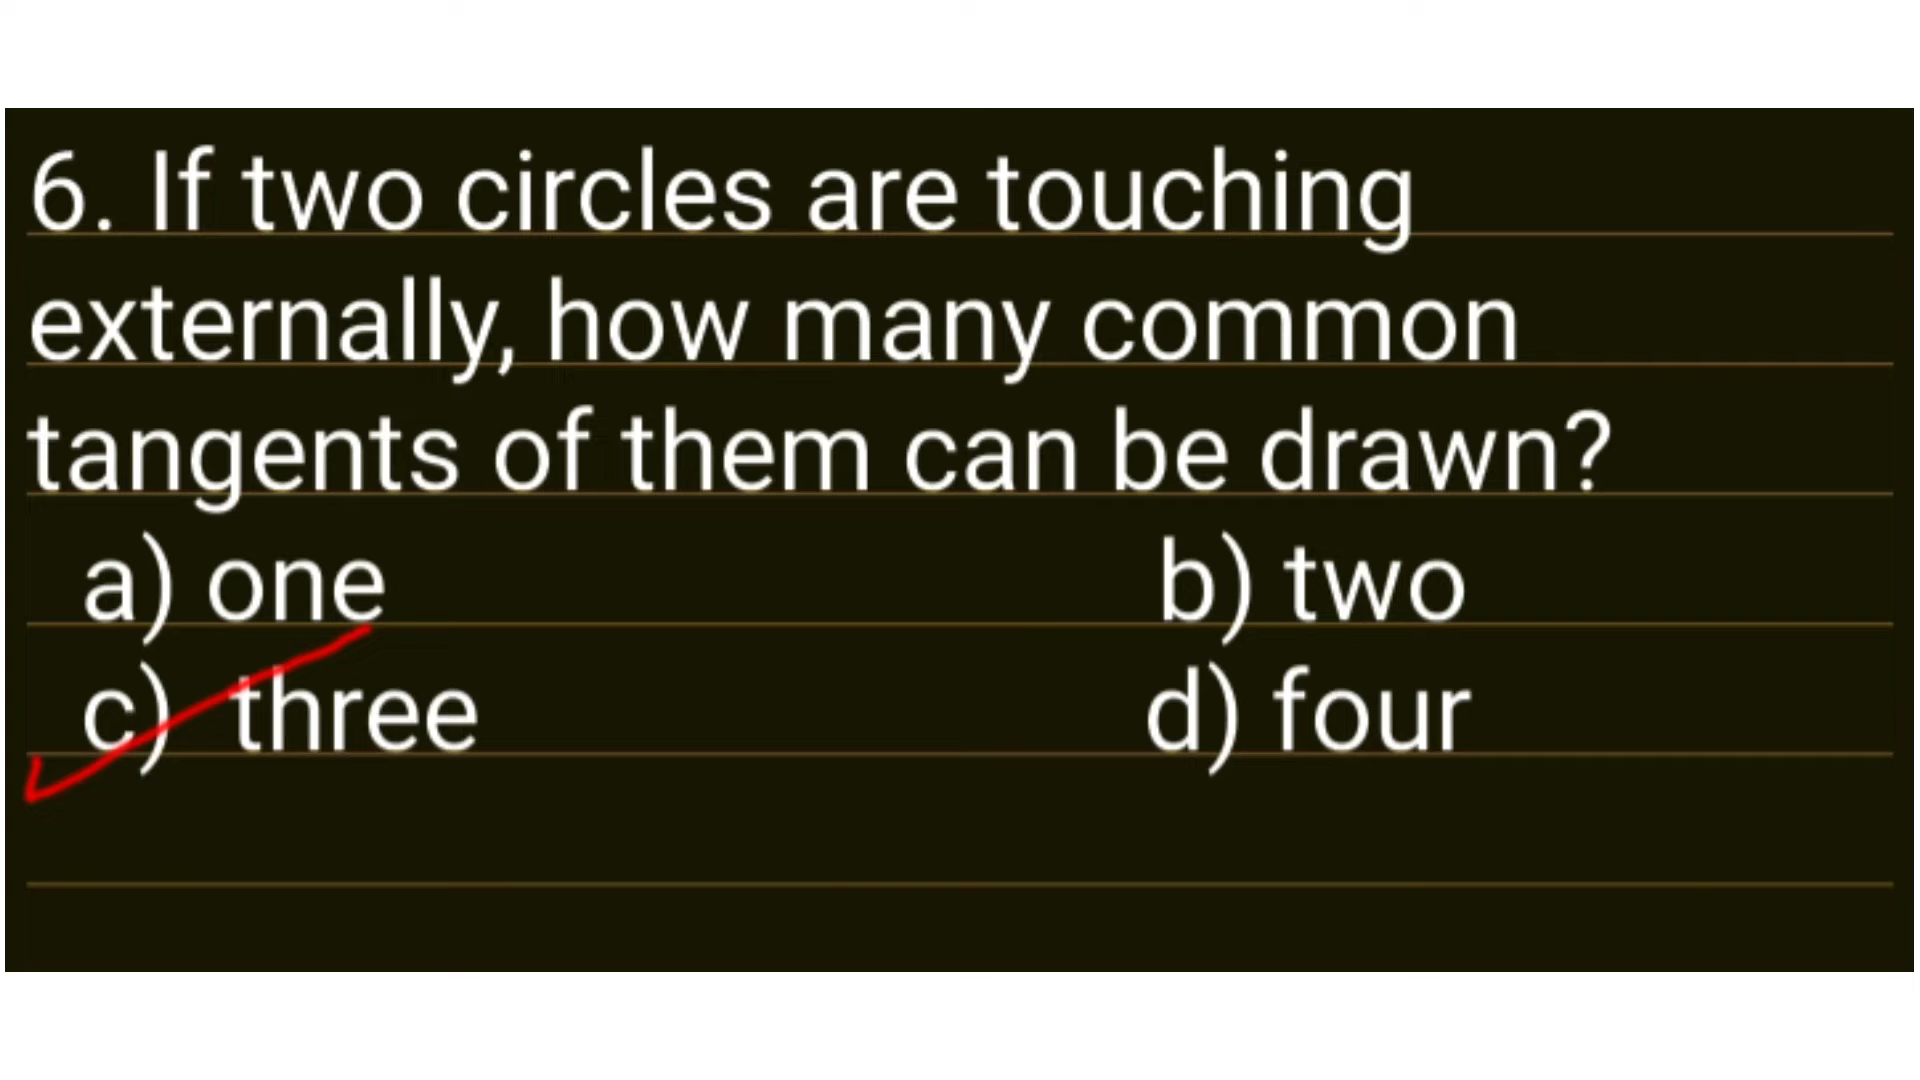 6. If two circles are touching
externally, how many common
tangents of them can be drawn?
a) one b) two
c) three d) four